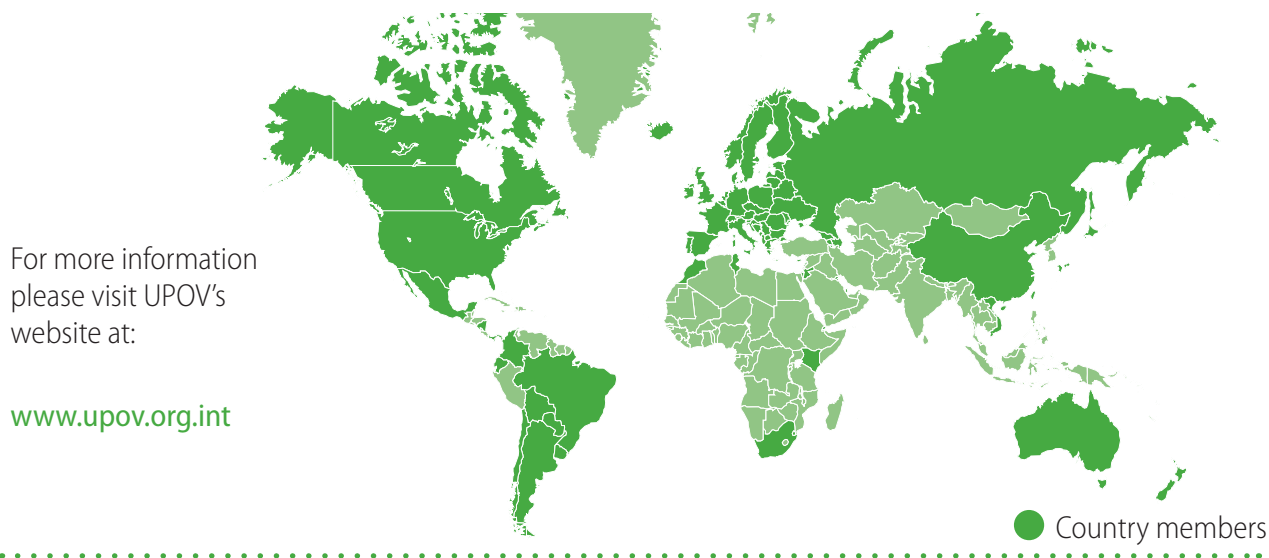 For more information
please visit UPOV’s
website at:
www.upov.org.int
Country members